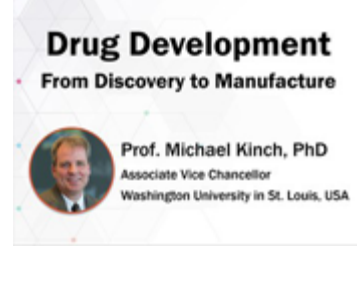 Drug Development
From Discovery to Manufacture
Prof. Michael Kinch, PhD
Associate Vice Chancellor
Washington University in St. Louis, USA